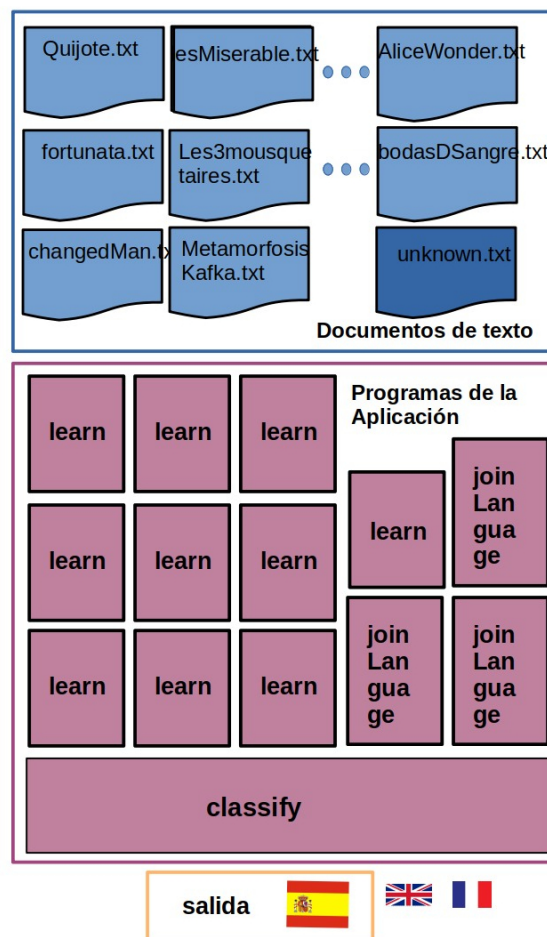 Quijote.txt
esMiserable.txt
AliceWonder.txt
fortunata.txt
Les3mousque
taires.txt
bodasDSangre.txt
changedMan.tx
Metamorfosis
Kafka.txt
unknown.txt
Documentos de texto
Programas de la
Aplicación
learn
learn
learn
learn
join
Lan
gua
ge
learn
learn
learn
learn
learn
learn
join
Lan
gua
ge
join
Lan
gua
ge
classify
salida